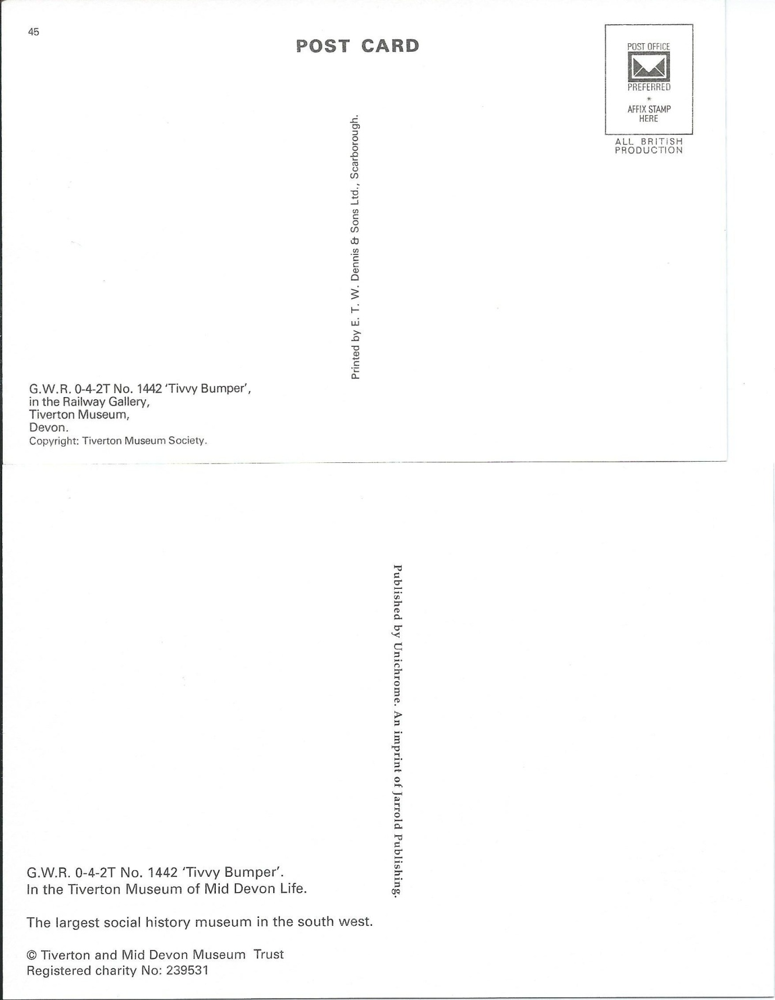 45
POST CARD
POST OFFICE
PREFERRED
*
AFFIX STAMP
HERE
ALL BRITISH
PRODUCTION
Printed by E. T. W. Dennis & Sons Ltd., Scarborough.
G.W.R. 0-4-2T No. 1442 ‘Tivvy Bumper’,
in the Railway Gallery,
Tiverton Museum,
Devon.
Copyright: Tiverton Museum Society.
Published by Unichrome. An imprint of Jarrold Publishing.
G.W.R. 0-4-2T No. 1442 ‘Tivvy Bumper’.
In the Tiverton Museum of Mid Devon Life.
The largest social history museum in the south west.
© Tiverton and Mid Devon Museum Trust
Registered charity No: 239531